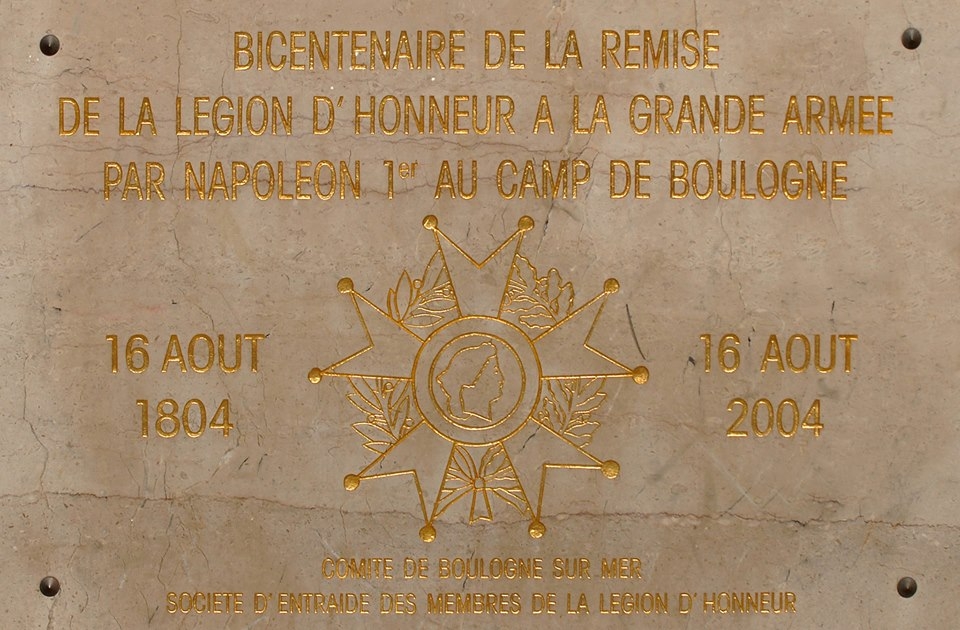 BICENTENAIRE DE LA REMISE
DE LA LEGION D'HONNEUR A LA GRANDE ARMEE
PAR NAPOLEON 1er AU CAMP DE BOULOGNE
16 AOUT
1804
16 AOUT
2004
COMITE DE BOULOGNE SUR MER
SOCIETE D'ENTRAIDE DES MEMBRES DE LA LEGION D'HONNEUR